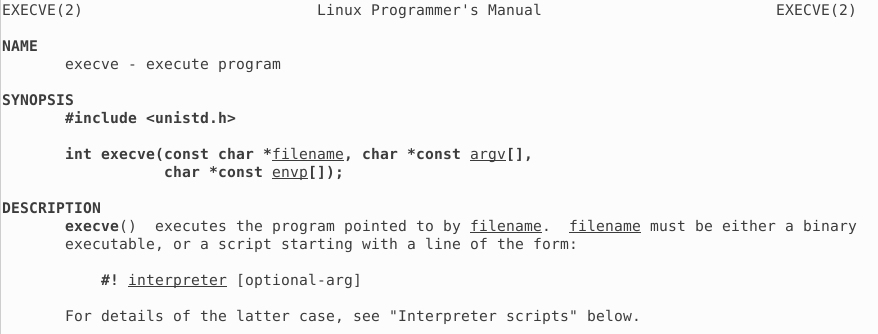 EXECVE(2) Linux Programmer's Manual EXECVE(2)
NAME
execve - execute program
SYNOPSIS
#include <unistd.h>
int execve(const char *filename, char *const argv[],
char *const envp[]);
DESCRIPTION
execve() executes the program pointed to by filename. filename must be either a binary
executable, or a script starting with a line of the form:
#! interpreter [optional-arg]
For details of the latter case, see "Interpreter scripts" below.